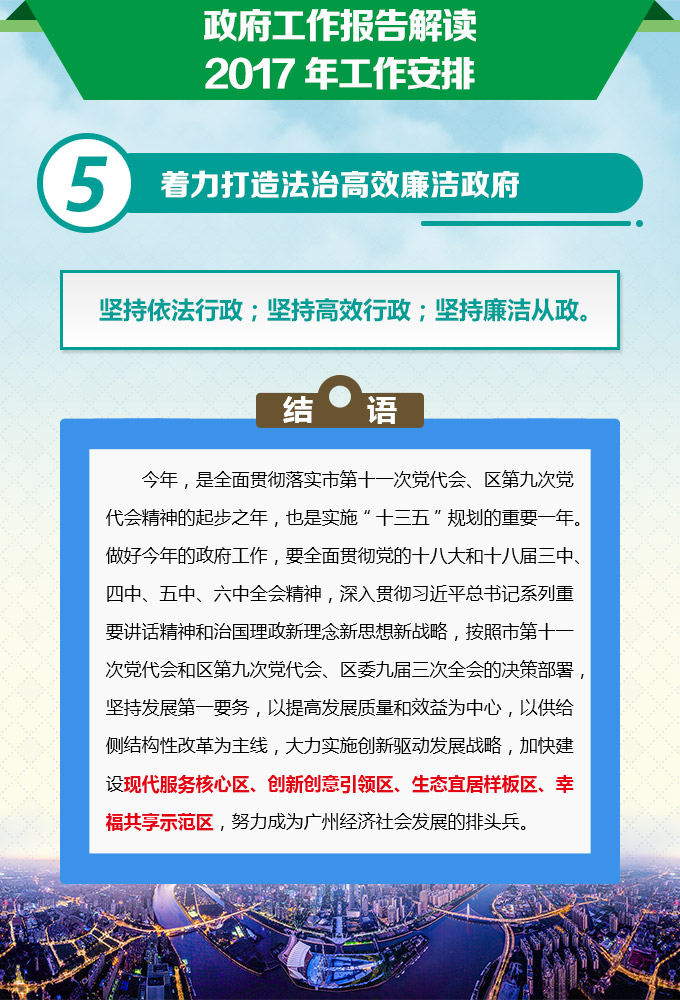 政府工作报告解读
2017 年工作安排
5
着力打造法治高效廉洁政府
坚持依法行政；坚持高效行政；坚持廉洁从政。
结 语
今年，是全面贯彻落实市第十一次党代会、区第九次党
代会精神的起步之年，也是实施“十三五”规划的重要一年。
做好今年的政府工作，要全面贯彻党的十八大和十八届三中、
四中、五中、六中全会精神，深入贯彻习近平总书记系列重
要讲话精神和治国理政新理念新思想新战略，按照市第十一
次党代会和区第九次党代会、区委九届三次全会的决策部署，
坚持发展第一要务，以提高发展质量和效益为中心，以供给
侧结构性改革为主线，大力实施创新驱动发展战略，加快建
设现代服务核心区、创新创意引领区、生态宜居样板区、幸
福共享示范区，努力成为广州经济社会发展的排头兵。